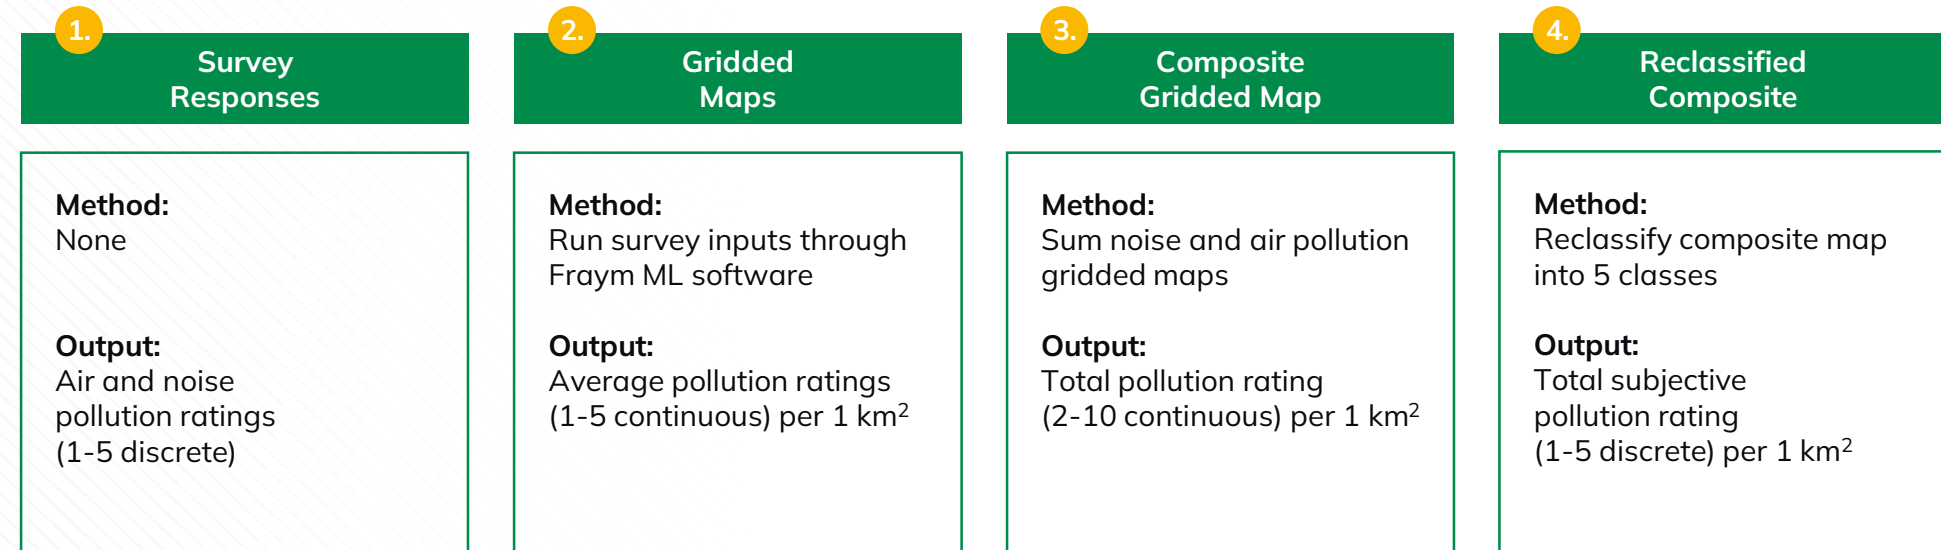 1.
Survey
Responses
Method:
None
Output:
Air and noise
pollution ratings
(1-5 discrete)
2.
Gridded
Maps
Method:
Run survey inputs through
Fraym ML software
Output:
Average pollution ratings
(1-5 continuous) per 1 km²
3.
Composite
Gridded Map
Method:
Sum noise and air pollution
gridded maps
Output:
Total pollution rating
(2-10 continuous) per 1 km²
4.
Reclassified
Composite
Method:
Reclassify composite map
into 5 classes
Output:
Total subjective
pollution rating
(1-5 discrete) per 1 km²